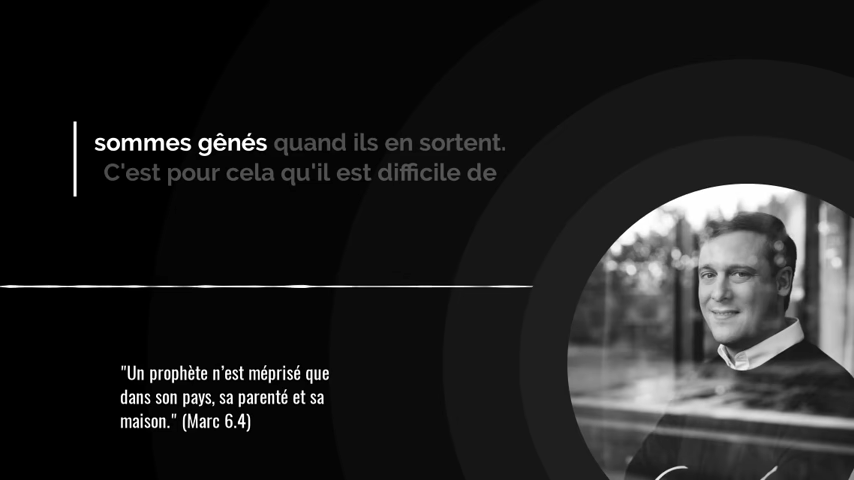 sommes gênés quand ils en sortent.
C'est pour cela qu'il est difficile de
"Un prophète n’est méprisé que
dans son pays, sa parenté et sa
maison." (Marc 6.4)